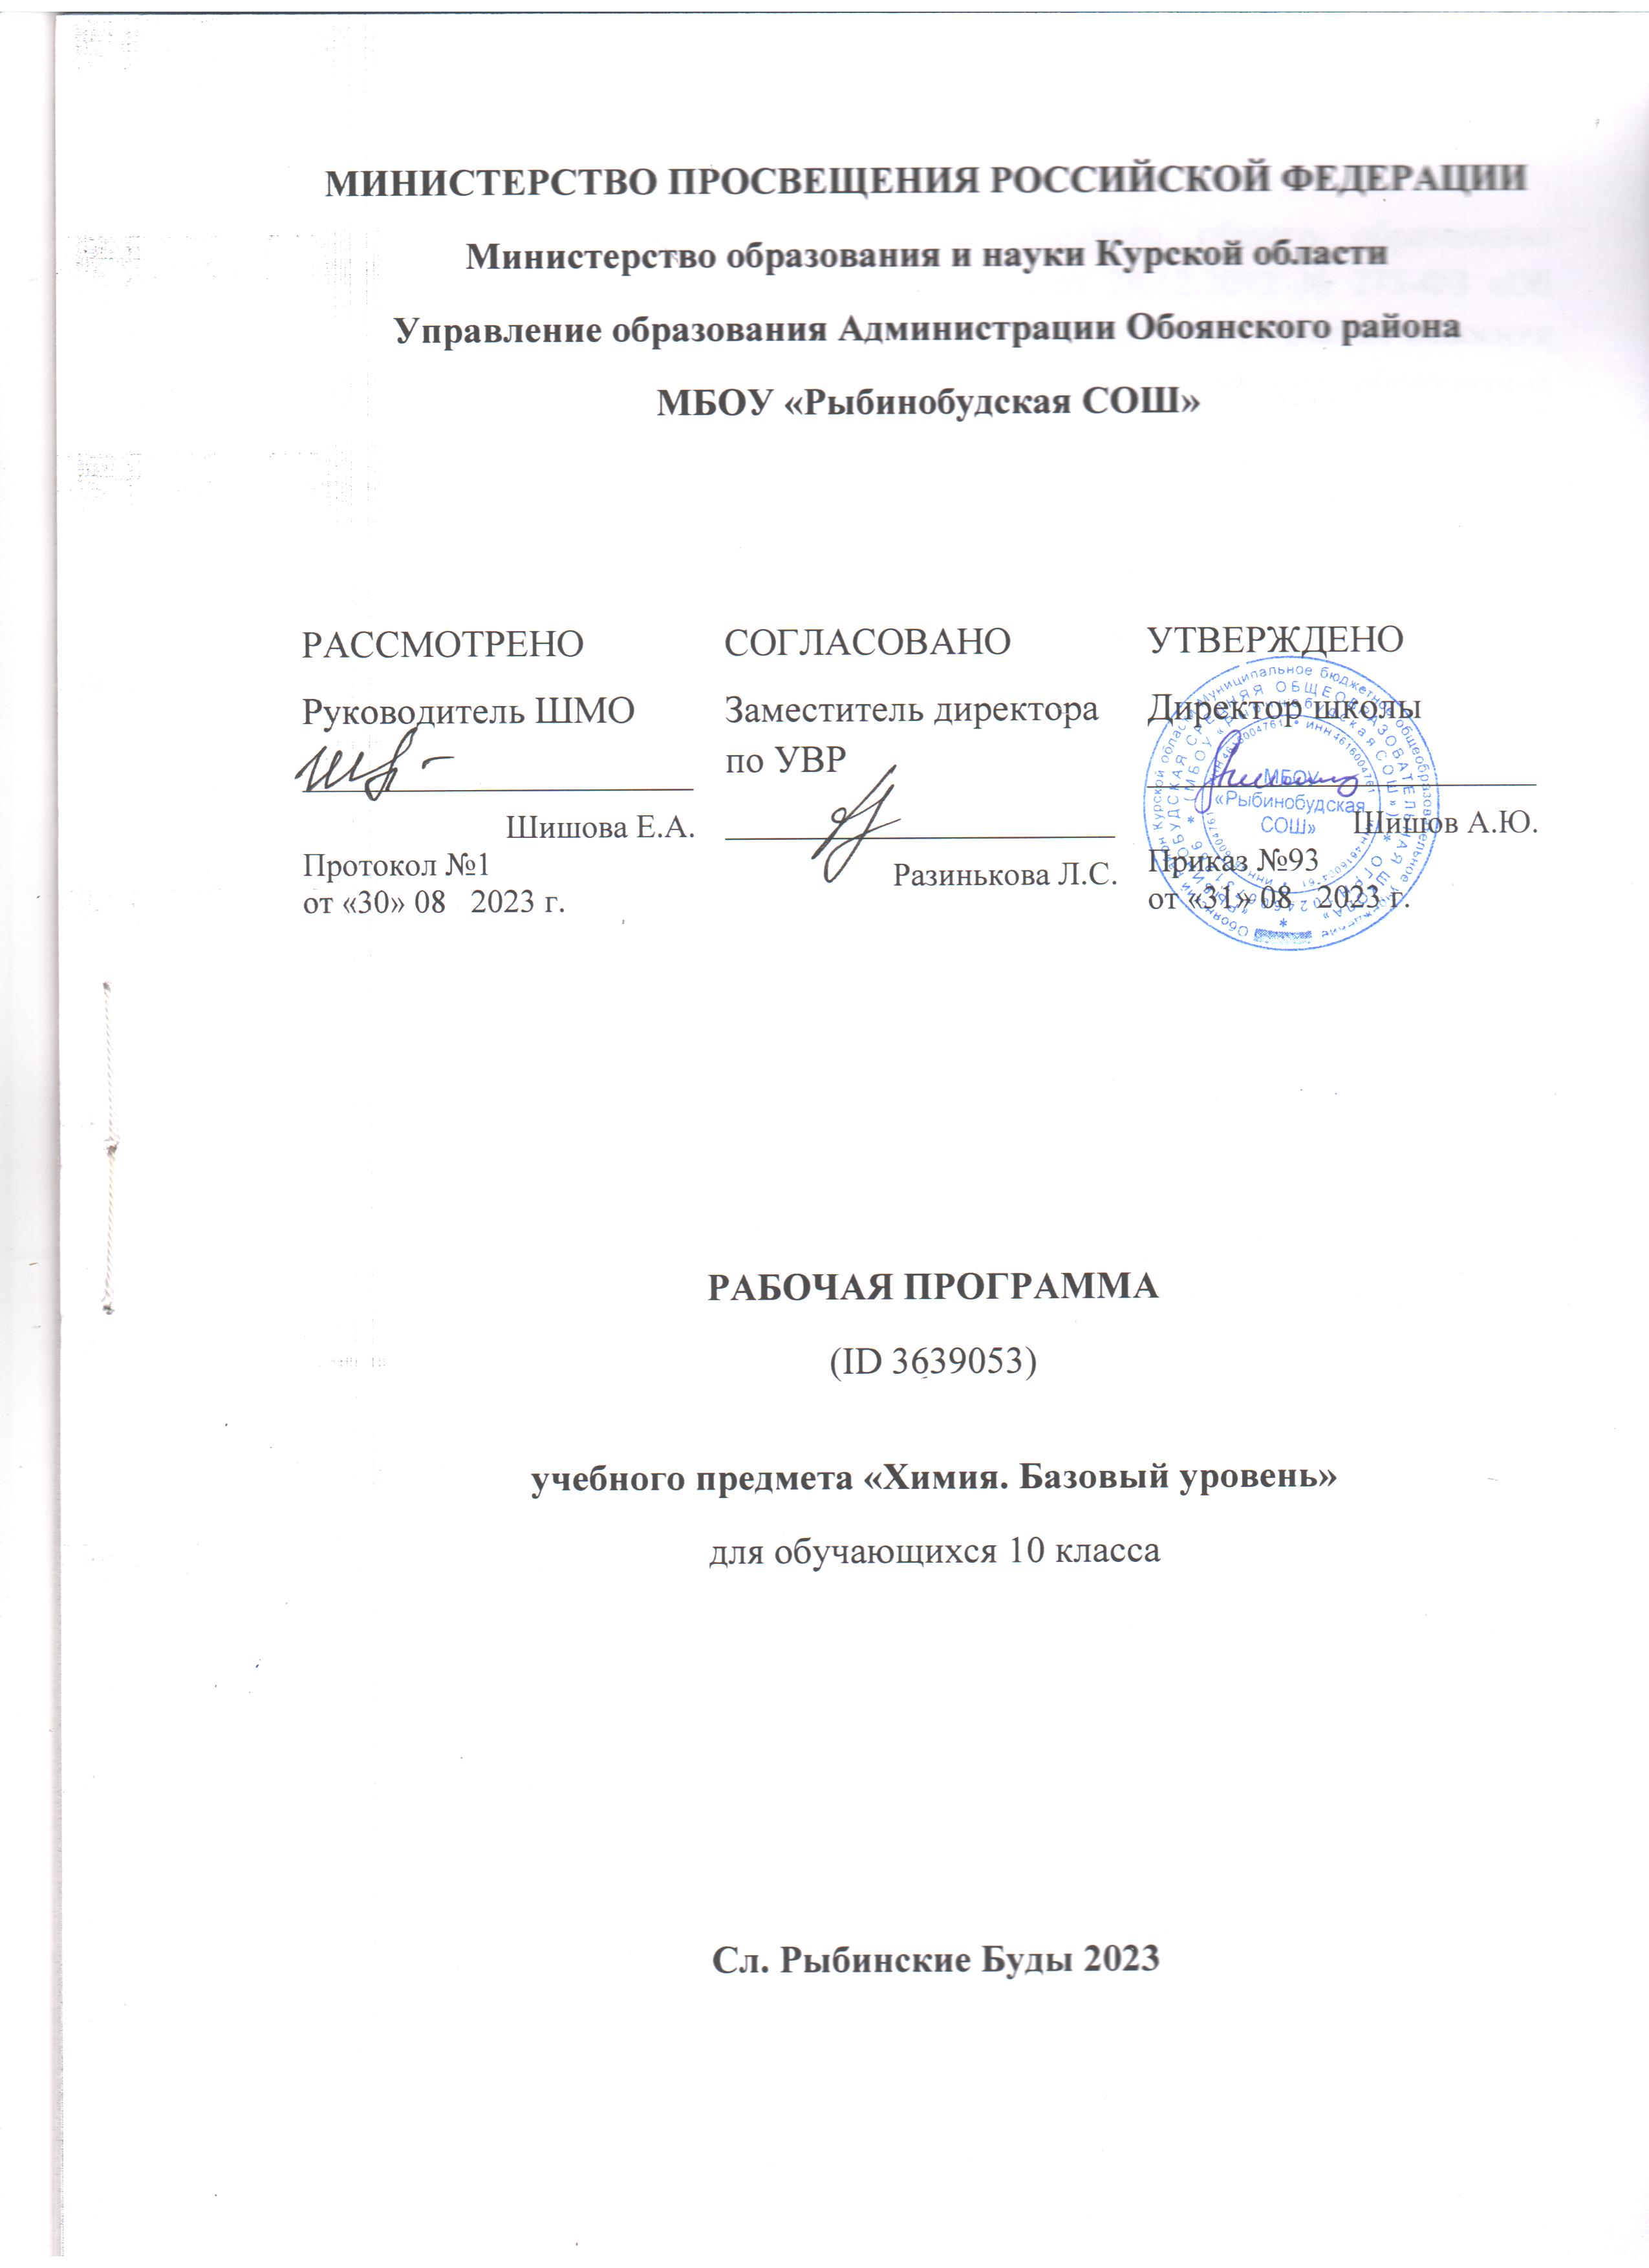 МИНИСТЕРСТВО ПРОСВЕЩЕНИЯ РОССИЙСКОЙ ФЕДЕРАЦИИ
Министерство образования и науки Курской области
Управление образования Администрации Обоянского района
МБОУ «Рыбинобудская СОШ»
РАССМОТРЕНО
Руководитель ШМО
Шишова Е.А.
Протокол №1
от «30» 08 2023 г.
СОГЛАСОВАНО
Заместитель директора
по УВР
Разинькова Л.С.
УТВЕРЖДЕНО
Директор школы
Шишов А.Ю.
Приказ №93
от «31» 08 2023 г.
МБОУ
«Рыбинобудская
СОШ»
РАБОЧАЯ ПРОГРАММА
(ID 3639053)
учебного предмета «Химия. Базовый уровень»
для обучающихся 10 класса
Сл. Рыбинские Буды 2023